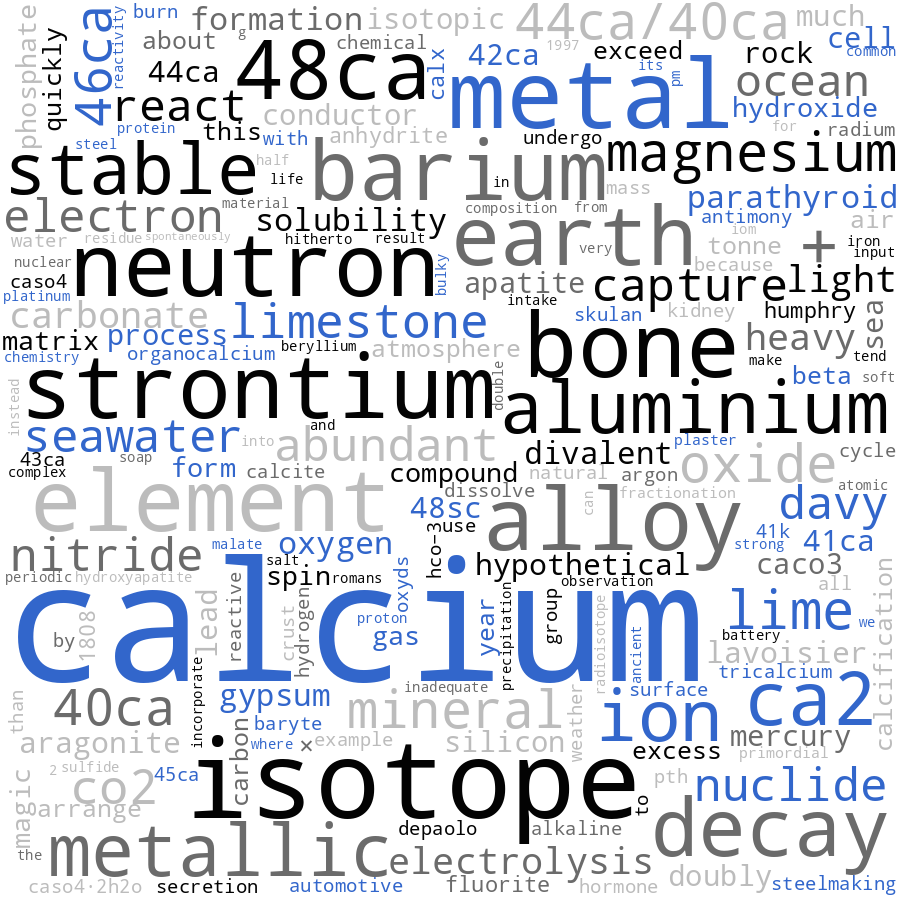 burn
formation
isotopic
44ca/40ca
much
cell
phosphate
quickly
46ca
reactivity
g
about
chemical
48ca
calx
42ca
1997
exceed
rock
common
44ca
its
pm
metal
ocean
react
conductor
hydroxide
protein
this
with
anhydrite
undergo
for
radium
steel
half
stable
barium
magnesium
life
in
mass
material
parathyroid
electron
solubility
composition
from
antimony
air
earth
iom
water
residue
spontaneously
hitherto
result
very
tonne
+
iron
input
nuclear
neutron
bulky
because
caso4
apatite
capture
light
platinum
intake
carbonate
limestone
skulan
kidney
humphry
sea
matrix
process
bone
heavy
chemistry
organocalcium
beryllium
atmosphere
make
tend
strontium
double
beta
soft
instead
aluminium
seawater
into
and
abundant
divalent
plaster
43ca
soap
cycle
complex
form
calcite
compound
natural
argon
oxide
element
dissolve
can
fractionation
atomic
48sc
alloy
davy
use
hco−3
41k
41ca
nitride
malate
oxygen
strong
salt
hypothetical
caco3
periodic
hydroxyapatite
spin
romans
observation
all
calcium
oxyds
reactive
lead
hydrogen
crust
proton
gas
year
precipitation
group
radioisotope
ancient
lime
we
battery
by
1808
lavoisier
calcification
tricalcium
incorporate
inadequate
surface
than
40ca
gypsum
mineral
weather
ion
ca2
aragonite
carbon
baryte
where
×
example
silicon
excess
mercury
primordial
2
sulfide
45ca
co2
isotope
pth
nuclide
magic
arrange
to
decay
the
metallic
depaolo
alkaline
electrolysis
doubly
caso4·2h2o
secretion
automotive
fluorite
hormone
steelmaking